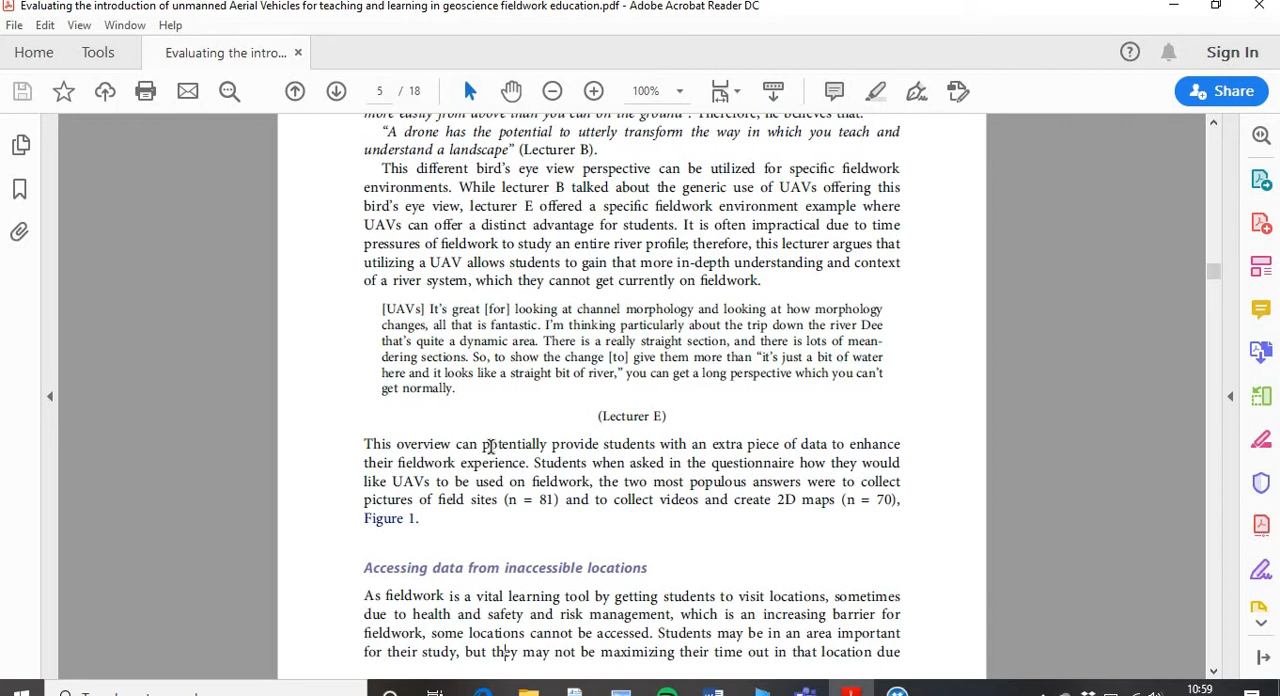 Evaluating the introduction of unmanned Aerial Vehicles for teaching and learning in geoscience fieldwork education.pdf - Adobe Acrobat Reader DC
File Edit View Window Help
Home Tools Evaluating the intro... Sign In
5 / 18 100% Share
more easily from above than you can on the ground". Therefore, he believes that:
“A drone has the potential to utterly transform the way in which you teach and
understand a landscape” (Lecturer B).
This different bird’s eye view perspective can be utilized for specific fieldwork
environments. While lecturer B talked about the generic use of UAVs offering this
bird’s eye view, lecturer E offered a specific fieldwork environment example where
UAVs can offer a distinct advantage for students. It is often impractical due to time
pressures of fieldwork to study an entire river profile; therefore, this lecturer argues that
utilizing a UAV allows students to gain that more in-depth understanding and context
of a river system, which they cannot get currently on fieldwork.
[UAVs] It’s great [for] looking at channel morphology and looking at how morphology
changes, all that is fantastic. I’m thinking particularly about the trip down the river Dee
that’s quite a dynamic area. There is a really straight section, and there is lots of mean-
dering sections. So, to show the change [to] give them more than “it’s just a bit of water
here and it looks like a straight bit of river,” you can get a long perspective which you can’t
get normally.
(Lecturer E)
This overview can potentially provide students with an extra piece of data to enhance
their fieldwork experience. Students when asked in the questionnaire how they would
like UAVs to be used on fieldwork, the two most populous answers were to collect
pictures of field sites (n = 81) and to collect videos and create 2D maps (n = 70),
Figure 1.
Accessing data from inaccessible locations
As fieldwork is a vital learning tool by getting students to visit locations, sometimes
due to health and safety and risk management, which is an increasing barrier for
fieldwork, some locations cannot be accessed. Students may be in an area important
for their study, but they may not be maximizing their time out in that location due
10:59